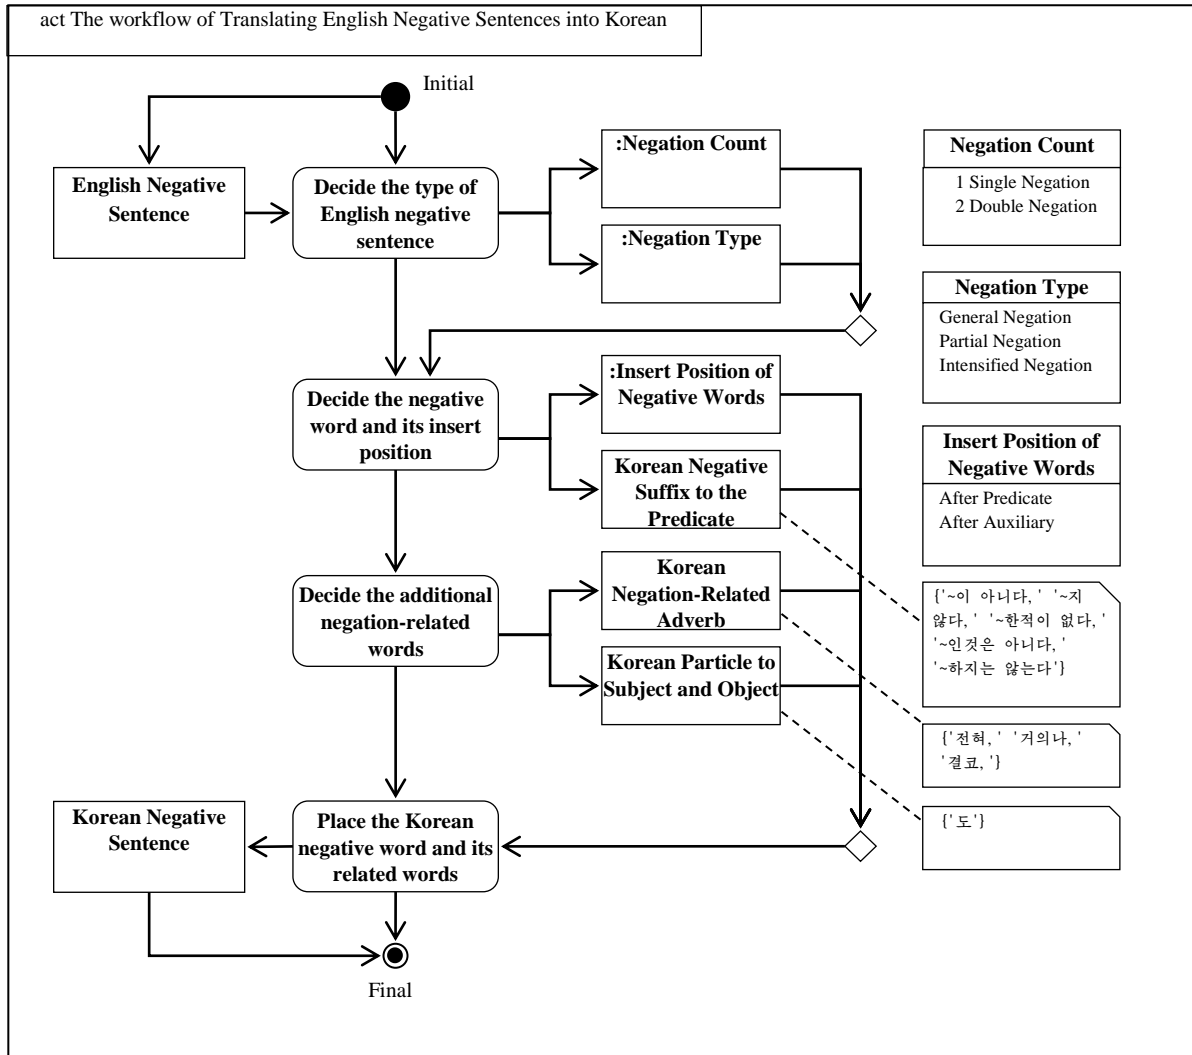 act The workflow of Translating English Negative Sentences into Korean
Initial
English Negative
Sentence
Decide the type of
English negative
sentence
:Negation Count
:Negation Type
Negation Count
1 Single Negation
2 Double Negation
Negation Type
General Negation
Partial Negation
Intensified Negation
Decide the negative
word and its insert
position
:Insert Position of
Negative Words
Korean Negative
Suffix to the
Predicate
Insert Position of
Negative Words
After Predicate
After Auxiliary
Decide the additional
negation-related
words
Korean
Negation-Related
Adverb
Korean Particle to
Subject and Object
{'~이 아니다, ' '~지
않다, ' '~한적이 없다, '
'~인것은 아니다, '
'~하지는 않는다'}
{'전혀, ' '거의나, '
'결코, '}
{'도'}
Korean Negative
Sentence
Place the Korean
negative word and its
related words
Final